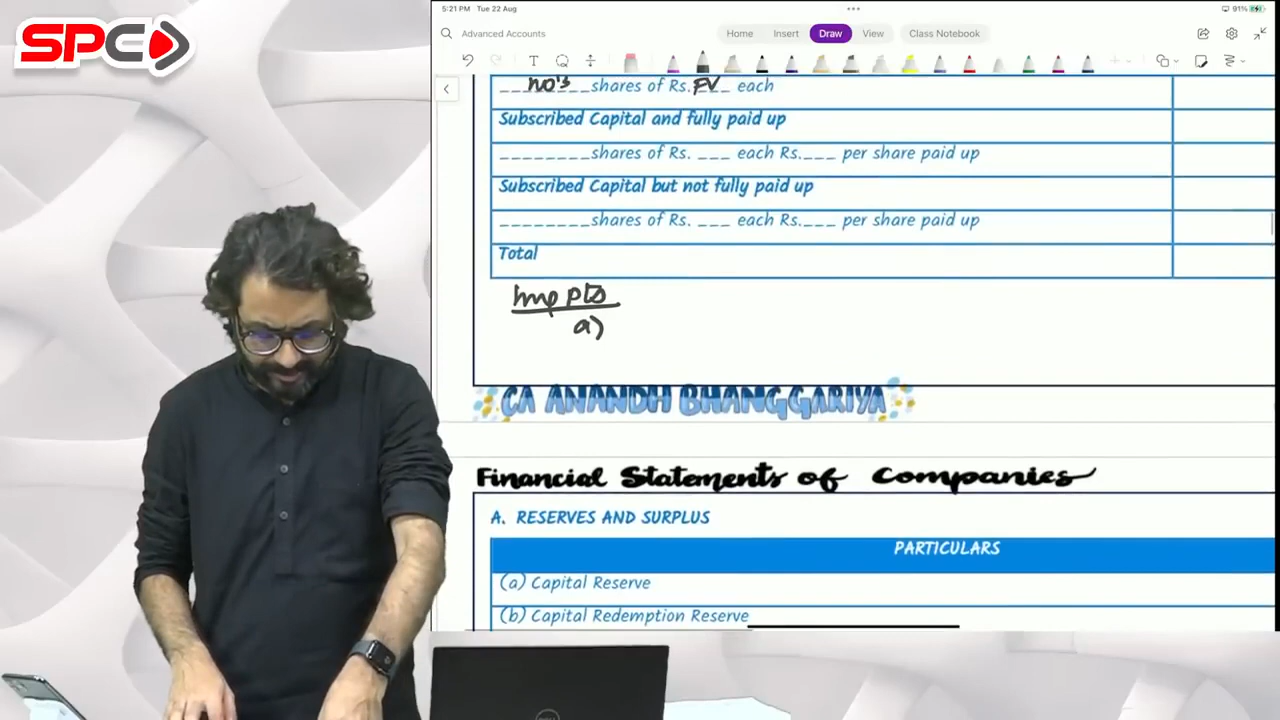 SPC
5:21 PM Tue 22 Aug
91%
Advanced Accounts
Home Insert Draw View Class Notebook
________no's shares of Rs. FV each
Subscribed Capital and fully paid up
________shares of Rs. ___ each Rs.___ per share paid up
Subscribed Capital but not fully paid up
________shares of Rs. ___ each Rs.___ per share paid up
Total
Imp pts
a)
CA ANANDH BHANGGARIYA
Financial Statements of Companies
A. RESERVES AND SURPLUS
PARTICULARS
(a) Capital Reserve
(b) Capital Redemption Reserve
DELL